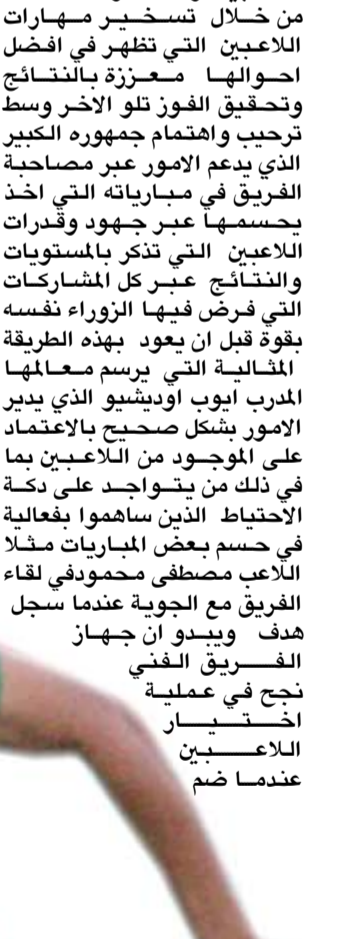 من خلال تسخير مهارات
اللاعبين التي تظهر في افضل
احوالها معززة بالنتائج
وتحقيق الفوز تلو الاخر وسط
ترحيب واهتمام جمهوره الكبير
الذي يدعم الامور عبر مصاحبة
الفريق في مبارياته التي اخذ
يحسمها عبر جهود وقدرات
اللاعبين التي تذكر بالمستويات
والنتائج عبر كل المشاركات
التي فرض فيها الزوراء نفسه
بقوة قبل ان يعود بهذه الطريقة
المثالية التي يرسم معالمها
المدرب ايوب اوديشيو الذي يدير
الامور بشكل صحيح بالاعتماد
على الموجود من اللاعبين بما
في ذلك من يتواجد على دكة
الاحتياط الذين ساهموا بفعالية
في حسم بعض المباريات مثلا
اللاعب مصطفى محمودفي لقاء
الفريق مع الجوية عندما سجل
هدف ويبدو ان جهاز
الفريق الفني
نجح في عملية
اختيار
اللاعبين
عندما ضم